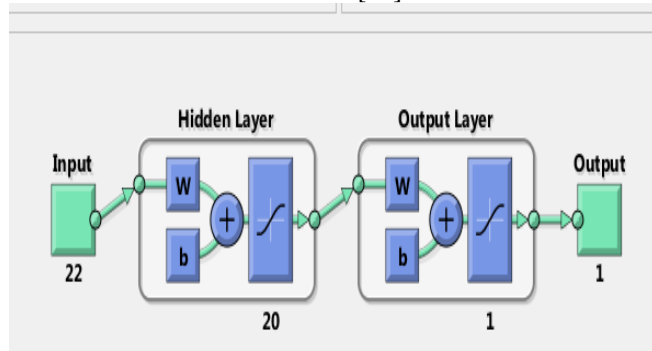 Hidden Layer
Output Layer
Input
Output
W
W
b
b
22
20
1
1